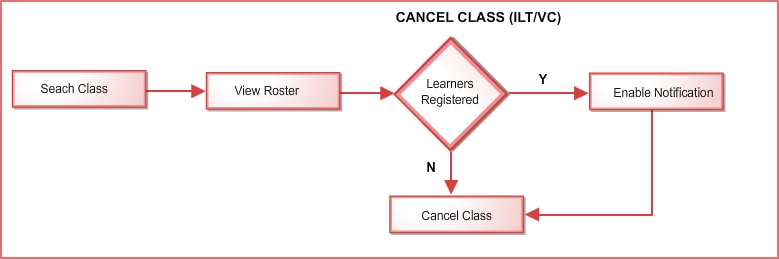 CANCEL CLASS (ILT/VC)
Seach Class
View Roster
Learners
Registered
Y
Enable Notification
N
Cancel Class